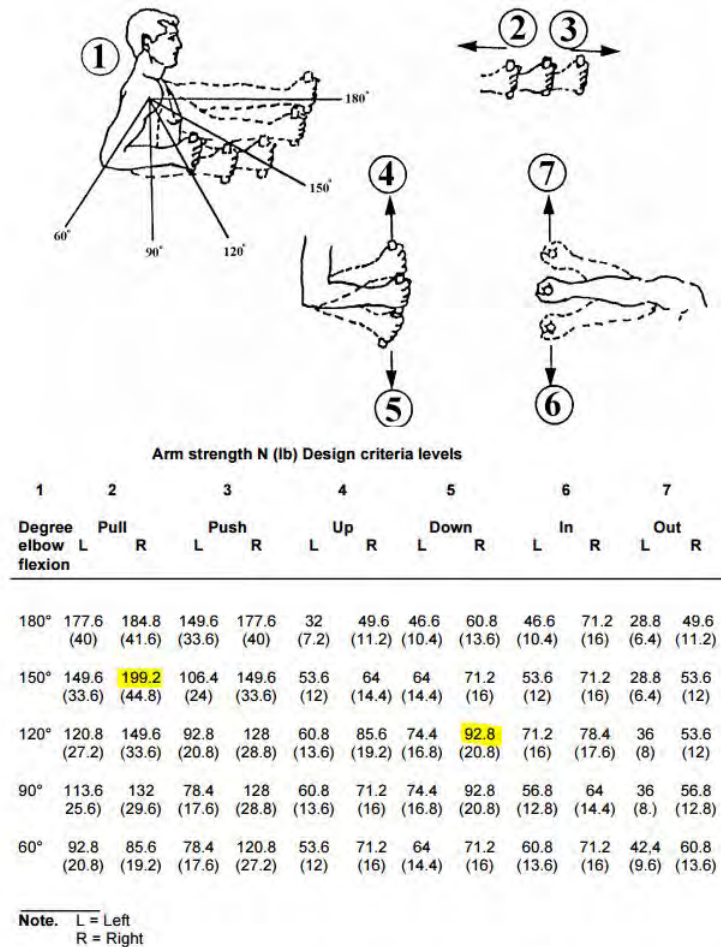 1
2 3
180°
150°
60° 90° 120°
4 7
5 6
Arm strength N (lb) Design criteria levels
1 2 3 4 5 6 7
Degree Pull Push Up Down In Out
elbow L R L R L R L R L R L R
flexion
180° 177.6 184.8 149.6 177.6 32 49.6 46.6 60.8 46.6 71.2 28.8 49.6
(40) (41.6) (33.6) (40) (7.2) (11.2) (10.4) (13.6) (10.4) (16) (6.4) (11.2)
150° 149.6 199.2 106.4 149.6 53.6 64 64 71.2 53.6 71.2 28.8 53.6
(33.6) (44.8) (24) (33.6) (12) (14.4) (14.4) (16) (12) (16) (6.4) (12)
120° 120.8 149.6 92.8 128 60.8 85.6 74.4 92.8 71.2 78.4 36 53.6
(27.2) (33.6) (20.8) (28.8) (13.6) (19.2) (16.8) (20.8) (16) (17.6) (8) (12)
90° 113.6 132 78.4 128 60.8 71.2 74.4 92.8 56.8 64 36 56.8
25.6) (29.6) (17.6) (28.8) (13.6) (16) (16.8) (20.8) (12.8) (14.4) (8.) (12.8)
60° 92.8 85.6 78.4 120.8 53.6 71.2 64 71.2 60.8 71.2 42,4 60.8
(20.8) (19.2) (17.6) (27.2) (12) (16) (14.4) (16) (13.6) (16) (9.6) (13.6)
Note. L = Left
R = Right